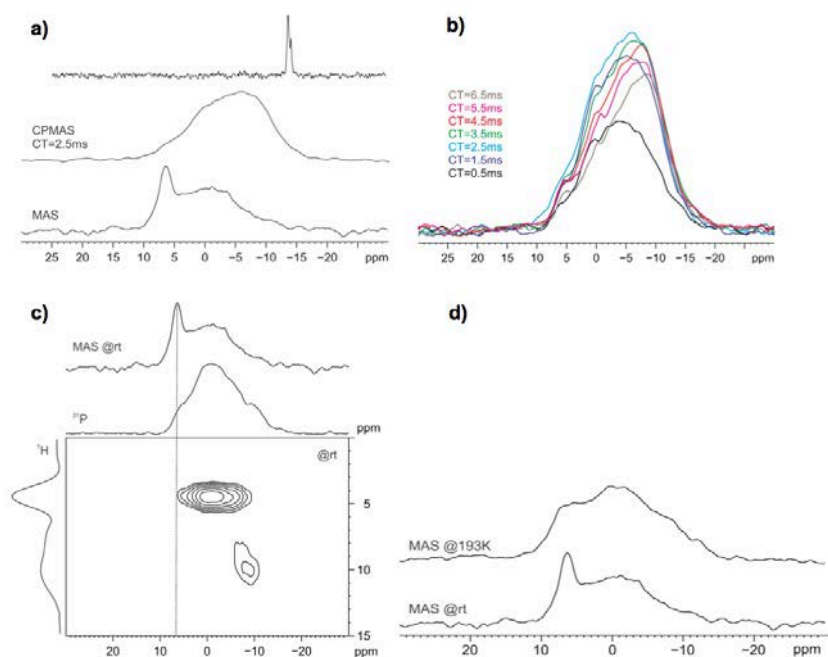 a)
CPMAS
CT=2.5ms
MAS
25 20 15 10 5 0 −5 −10 −15 −20 ppm
b)
CT=6.5ms
CT=5.5ms
CT=4.5ms
CT=3.5ms
CT=2.5ms
CT=1.5ms
CT=0.5ms
25 20 15 10 5 0 −5 −10 −15 −20 ppm
c)
MAS @rt
³¹P
ppm
¹H
@rt
5
10
15
20 10 0 −10 −20 ppm
d)
MAS @193K
MAS @rt
20 10 0 −10 −20 ppm